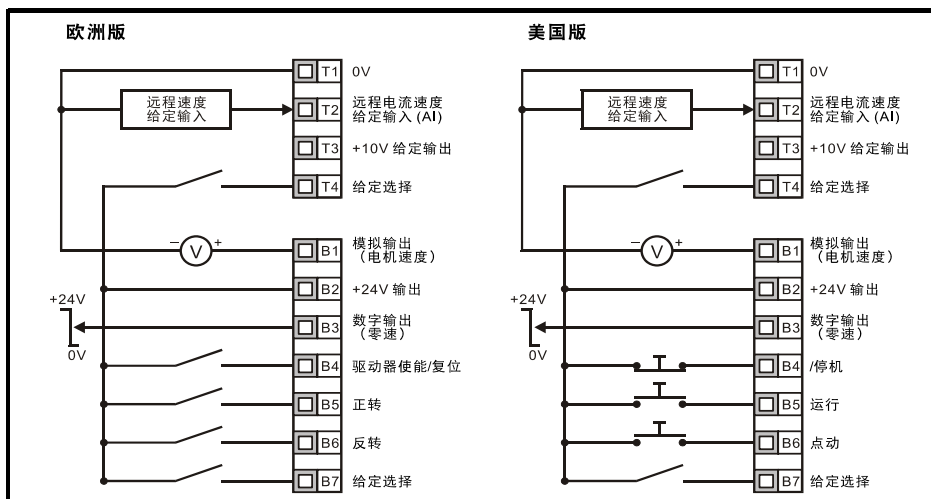 欧洲版
T1 0V
远程速度
给定输入
T2 远程电流速度
给定输入 (AI)
T3 +10V 给定输出
T4 给定选择
− V + B1 模拟输出
（电机速度）
B2 +24V 输出
+24V
0V
B3 数字输出
（零速）
B4 驱动器使能/复位
B5 正转
B6 反转
B7 给定选择
美国版
T1 0V
远程速度
给定输入
T2 远程电流速度
给定输入 (AI)
T3 +10V 给定输出
T4 给定选择
− V + B1 模拟输出
（电机速度）
B2 +24V 输出
+24V
0V
B3 数字输出
（零速）
B4 /停机
B5 运行
B6 点动
B7 给定选择